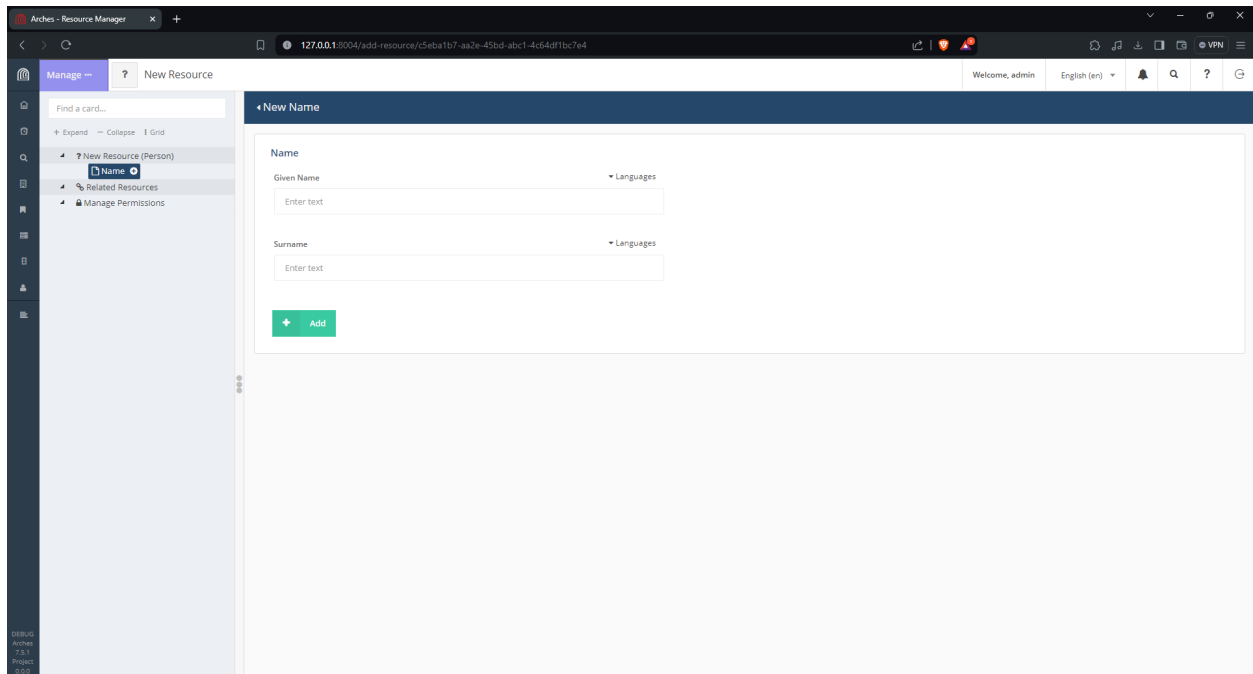 Arches - Resource Manager
127.0.0.1:8004/add-resource/c5eba1b7-aa2e-45bd-abc1-4c64df1bc7e4
VPN
Manage
? New Resource
Welcome, admin
English (en)
?
Find a card...
+ Expand − Collapse Grid
? New Resource (Person)
Name
Related Resources
Manage Permissions
New Name
Name
Given Name
Languages
Enter text
Surname
Languages
Enter text
+ Add
DEBUG
Arches
7.5.1
Project
0.0.0